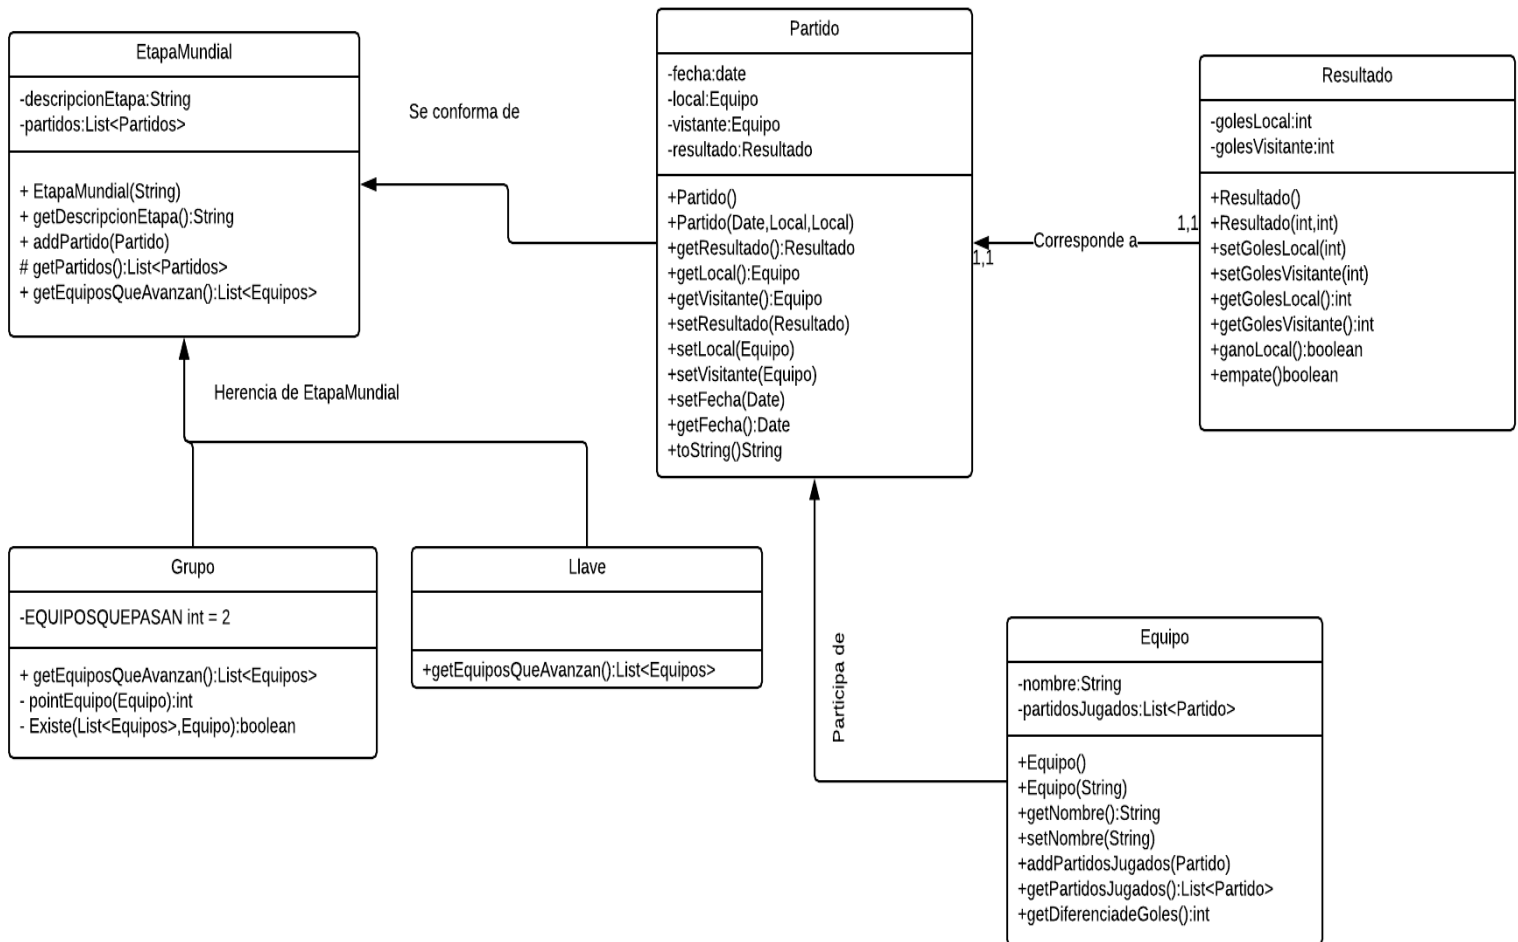 EtapaMundial
-descripcionEtapa:String
-partidos:List<Partidos>
+ EtapaMundial(String)
+ getDescripcionEtapa():String
+ addPartido(Partido)
# getPartidos():List<Partidos>
+ getEquiposQueAvanzan():List<Equipos>
Se conforma de
Partido
-fecha:date
-local:Equipo
-vistante:Equipo
-resultado:Resultado
+Partido()
+Partido(Date,Local,Local)
+getResultado():Resultado
+getLocal():Equipo
+getVisitante():Equipo
+setResultado(Resultado)
+setLocal(Equipo)
+setVisitante(Equipo)
+setFecha(Date)
+getFecha():Date
+toString()String
1,1
Corresponde a
1,1
Resultado
-golesLocal:int
-golesVisitante:int
+Resultado()
+Resultado(int,int)
+setGolesLocal(int)
+setGolesVisitante(int)
+getGolesLocal():int
+getGolesVisitante():int
+ganoLocal():boolean
+empate()boolean
Herencia de EtapaMundial
Grupo
-EQUIPOSQUEPASAN int = 2
+ getEquiposQueAvanzan():List<Equipos>
- pointEquipo(Equipo):int
- Existe(List<Equipos>,Equipo):boolean
Llave
+getEquiposQueAvanzan():List<Equipos>
Participa de
Equipo
-nombre:String
-partidosJugados:List<Partido>
+Equipo()
+Equipo(String)
+getNombre():String
+setNombre(String)
+addPartidosJugados(Partido)
+getPartidosJugados():List<Partido>
+getDiferenciadeGoles():int